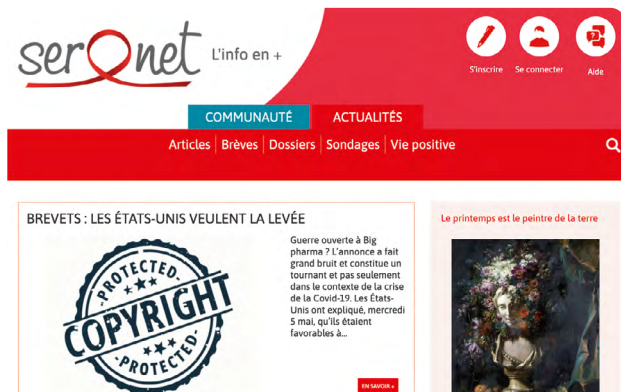 seronet
L'info en +
S'inscrire
Se connecter
Aide
COMMUNAUTÉ
ACTUALITÉS
Articles
Brèves
Dossiers
Sondages
Vie positive
BREVETS : LES ÉTATS-UNIS VEULENT LA LEVÉE
PROTECTED
COPYRIGHT
PROTECTED
Guerre ouverte à Big
pharma ? L'annonce a fait
grand bruit et constitue un
tournant et pas seulement
dans le contexte de la crise
de la Covid-19. Les États-
Unis ont expliqué, mercredi
5 mai, qu'ils étaient
favorables à...
EN SAVOIR +
Le printemps est le peintre de la terre